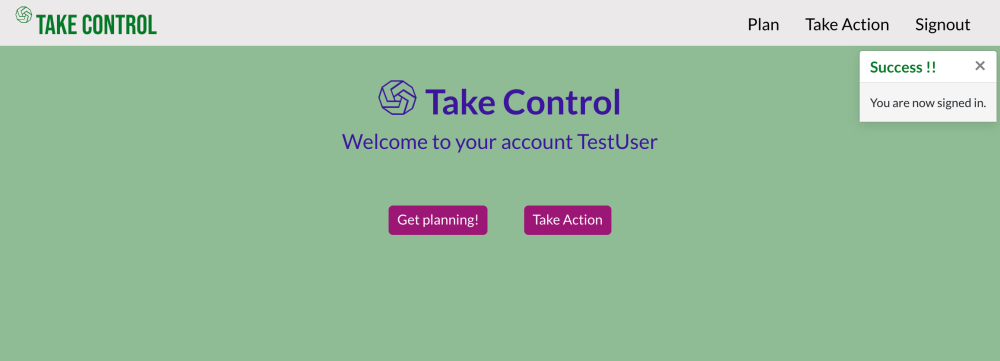 TAKE CONTROL
Plan
Take Action
Signout
Success !!
×
You are now signed in.
Take Control
Welcome to your account TestUser
Get planning!
Take Action